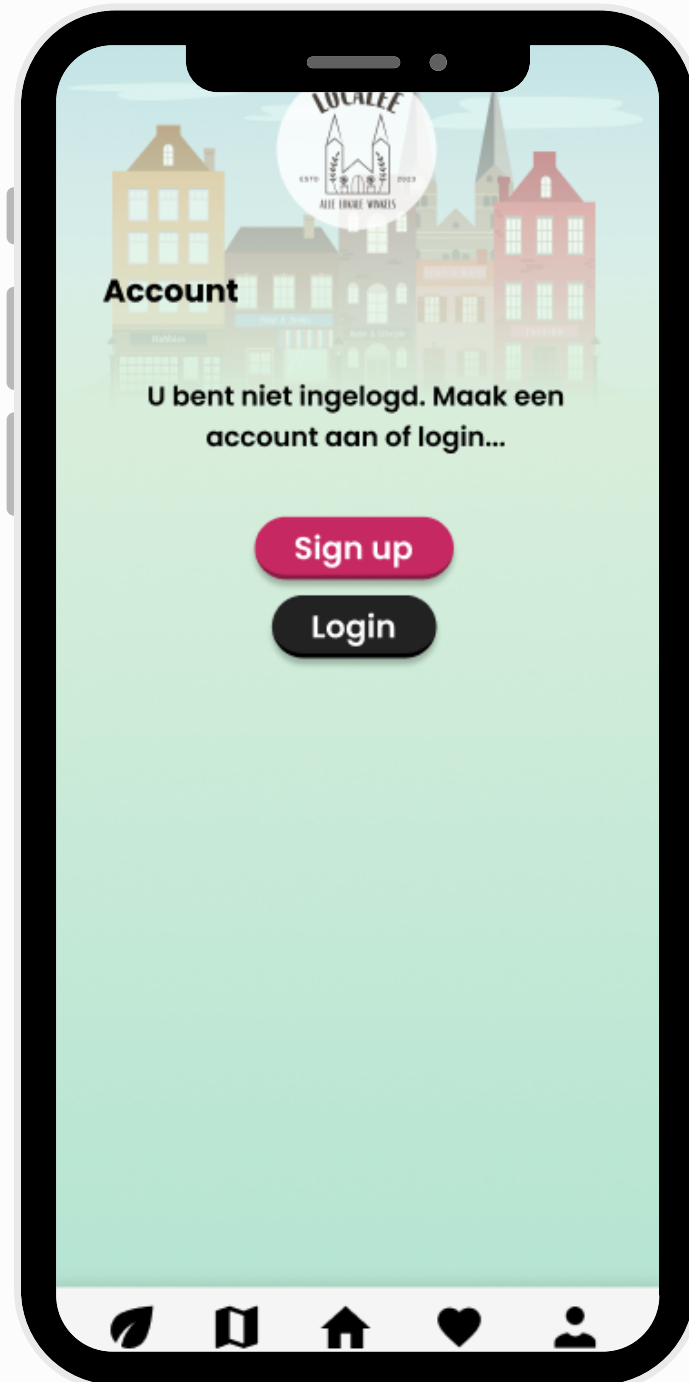 LOCALEE
ESTD 2023
ALLE LOKALE WINKELS
Account
U bent niet ingelogd. Maak een
account aan of login...
Sign up
Login